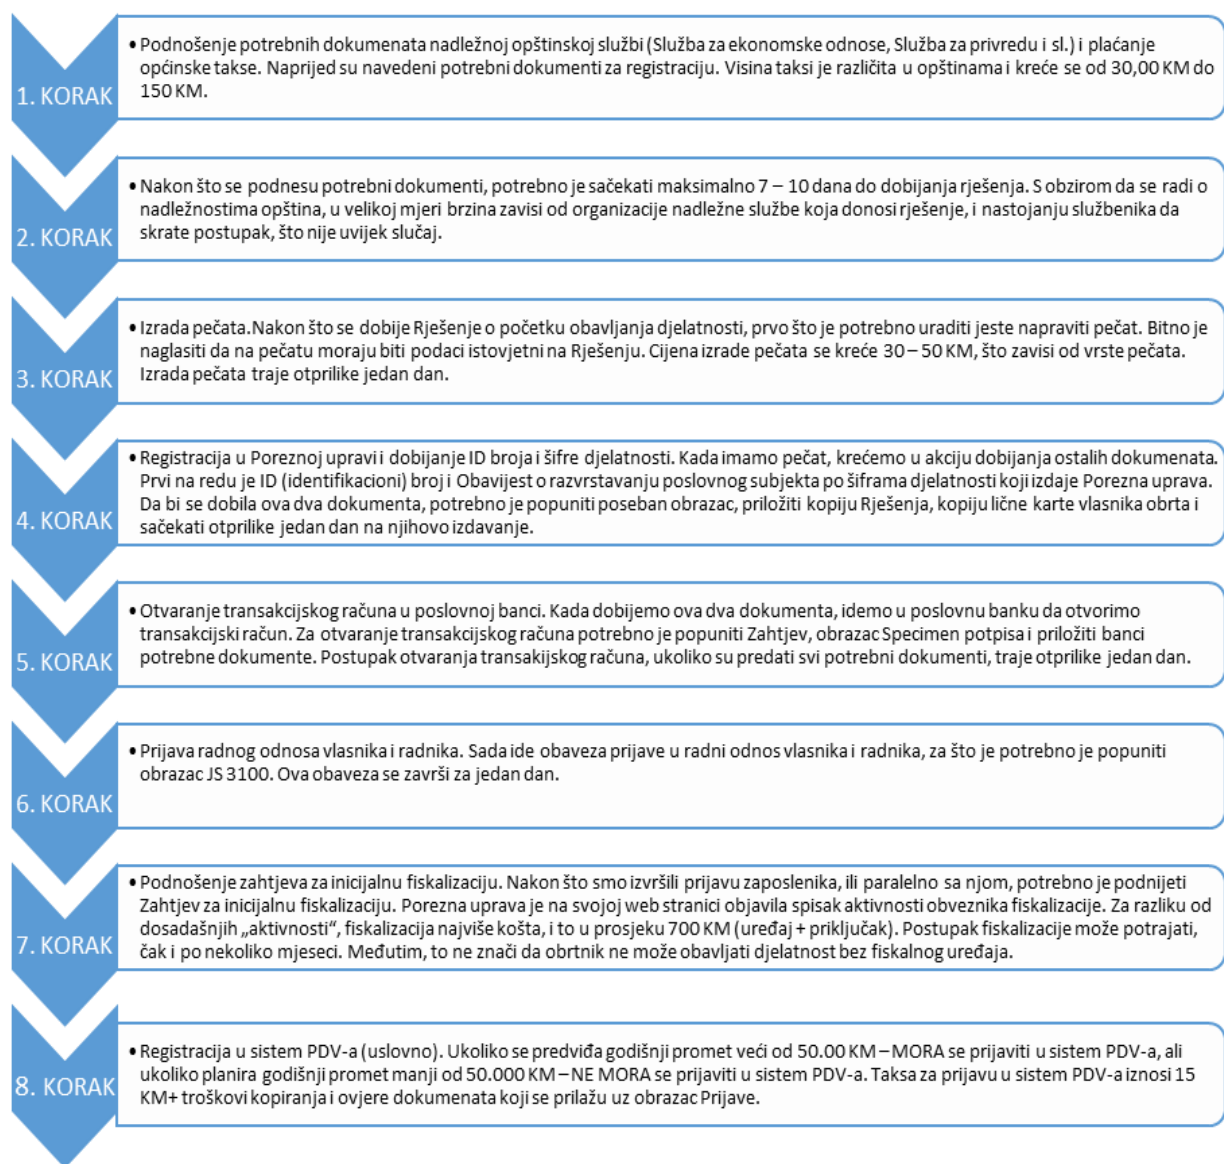 1. KORAK
• Podnošenje potrebnih dokumenata nadležnoj opštinskoj službi (Služba za ekonomske odnose, Služba za privredu i sl.) i plaćanje
općinske takse. Naprijed su navedeni potrebni dokumenti za registraciju. Visina taksi je različita u opštinama i kreće se od 30,00 KM do
150 KM.
2. KORAK
• Nakon što se podnesu potrebni dokumenti, potrebno je sačekati maksimalno 7 – 10 dana do dobijanja rješenja. S obzirom da se radi o
nadležnostima opština, u velikoj mjeri brzina zavisi od organizacije nadležne službe koja donosi rješenje, i nastojanju službenika da
skrate postupak, što nije uvijek slučaj.
3. KORAK
• Izrada pečata.Nakon što se dobije Rješenje o početku obavljanja djelatnosti, prvo što je potrebno uraditi jeste napraviti pečat. Bitno je
naglasiti da na pečatu moraju biti podaci istovjetni na Rješenju. Cijena izrade pečata se kreće 30 – 50 KM, što zavisi od vrste pečata.
Izrada pečata traje otprilike jedan dan.
4. KORAK
• Registracija u Poreznoj upravi i dobijanje ID broja i šifre djelatnosti. Kada imamo pečat, krećemo u akciju dobijanja ostalih dokumenata.
Prvi na redu je ID (identifikacioni) broj i Obavijest o razvrstavanju poslovnog subjekta po šiframa djelatnosti koji izdaje Porezna uprava.
Da bi se dobila ova dva dokumenta, potrebno je popuniti poseban obrazac, priložiti kopiju Rješenja, kopiju lične karte vlasnika obrta i
sačekati otprilike jedan dan na njihovo izdavanje.
5. KORAK
• Otvaranje transakcijskog računa u poslovnoj banci. Kada dobijemo ova dva dokumenta, idemo u poslovnu banku da otvorimo
transakcijski račun. Za otvaranje transakcijskog računa potrebno je popuniti Zahtjev, obrazac Specimen potpisa i priložiti banci
potrebne dokumente. Postupak otvaranja transakijskog računa, ukoliko su predati svi potrebni dokumenti, traje otprilike jedan dan.
6. KORAK
• Prijava radnog odnosa vlasnika i radnika. Sada ide obaveza prijave u radni odnos vlasnika i radnika, za što je potrebno je popuniti
obrazac JS 3100. Ova obaveza se završi za jedan dan.
7. KORAK
• Podnošenje zahtjeva za inicijalnu fiskalizaciju. Nakon što smo izvršili prijavu zaposlenika, ili paralelno sa njom, potrebno je podnijeti
Zahtjev za inicijalnu fiskalizaciju. Porezna uprava je na svojoj web stranici objavila spisak aktivnosti obveznika fiskalizacije. Za razliku od
dosadašnjih „aktivnosti“, fiskalizacija najviše košta, i to u prosjeku 700 KM (uređaj + priključak). Postupak fiskalizacije može potrajati,
čak i po nekoliko mjeseci. Međutim, to ne znači da obrtnik ne može obavljati djelatnost bez fiskalnog uređaja.
8. KORAK
• Registracija u sistem PDV-a (uslovno). Ukoliko se predviđa godišnji promet veći od 50.00 KM – MORA se prijaviti u sistem PDV-a, ali
ukoliko planira godišnji promet manji od 50.000 KM – NE MORA se prijaviti u sistem PDV-a. Taksa za prijavu u sistem PDV-a iznosi 15
KM+ troškovi kopiranja i ovjere dokumenata koji se prilažu uz obrazac Prijave.